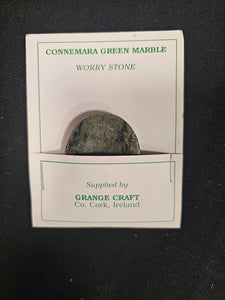 CONNEMARA GREEN MARBLE
WORRY STONE
Supplied by
GRANGE CRAFT
Co. Cork, Ireland